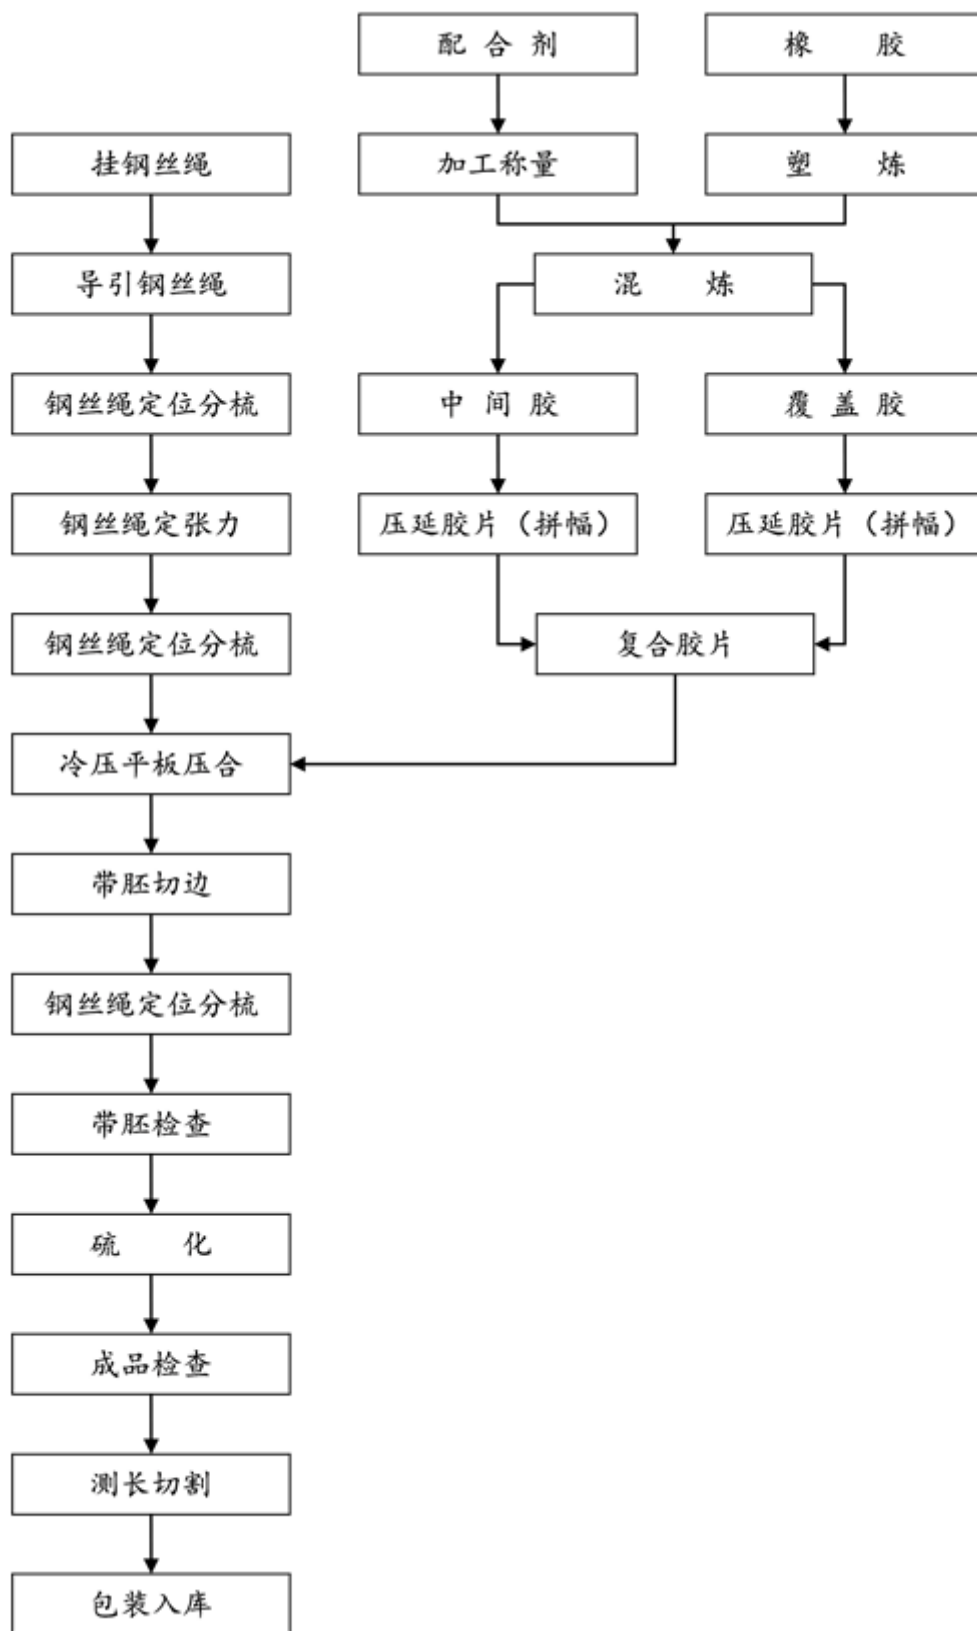 配 合 剂
橡 胶
挂钢丝绳
加工称量
塑 炼
导引钢丝绳
混 炼
钢丝绳定位分梳
中 间 胶
覆 盖 胶
钢丝绳定张力
压延胶片（拼幅）
压延胶片（拼幅）
钢丝绳定位分梳
复合胶片
冷压平板压合
带胚切边
钢丝绳定位分梳
带胚检查
硫 化
成品检查
测长切割
包装入库